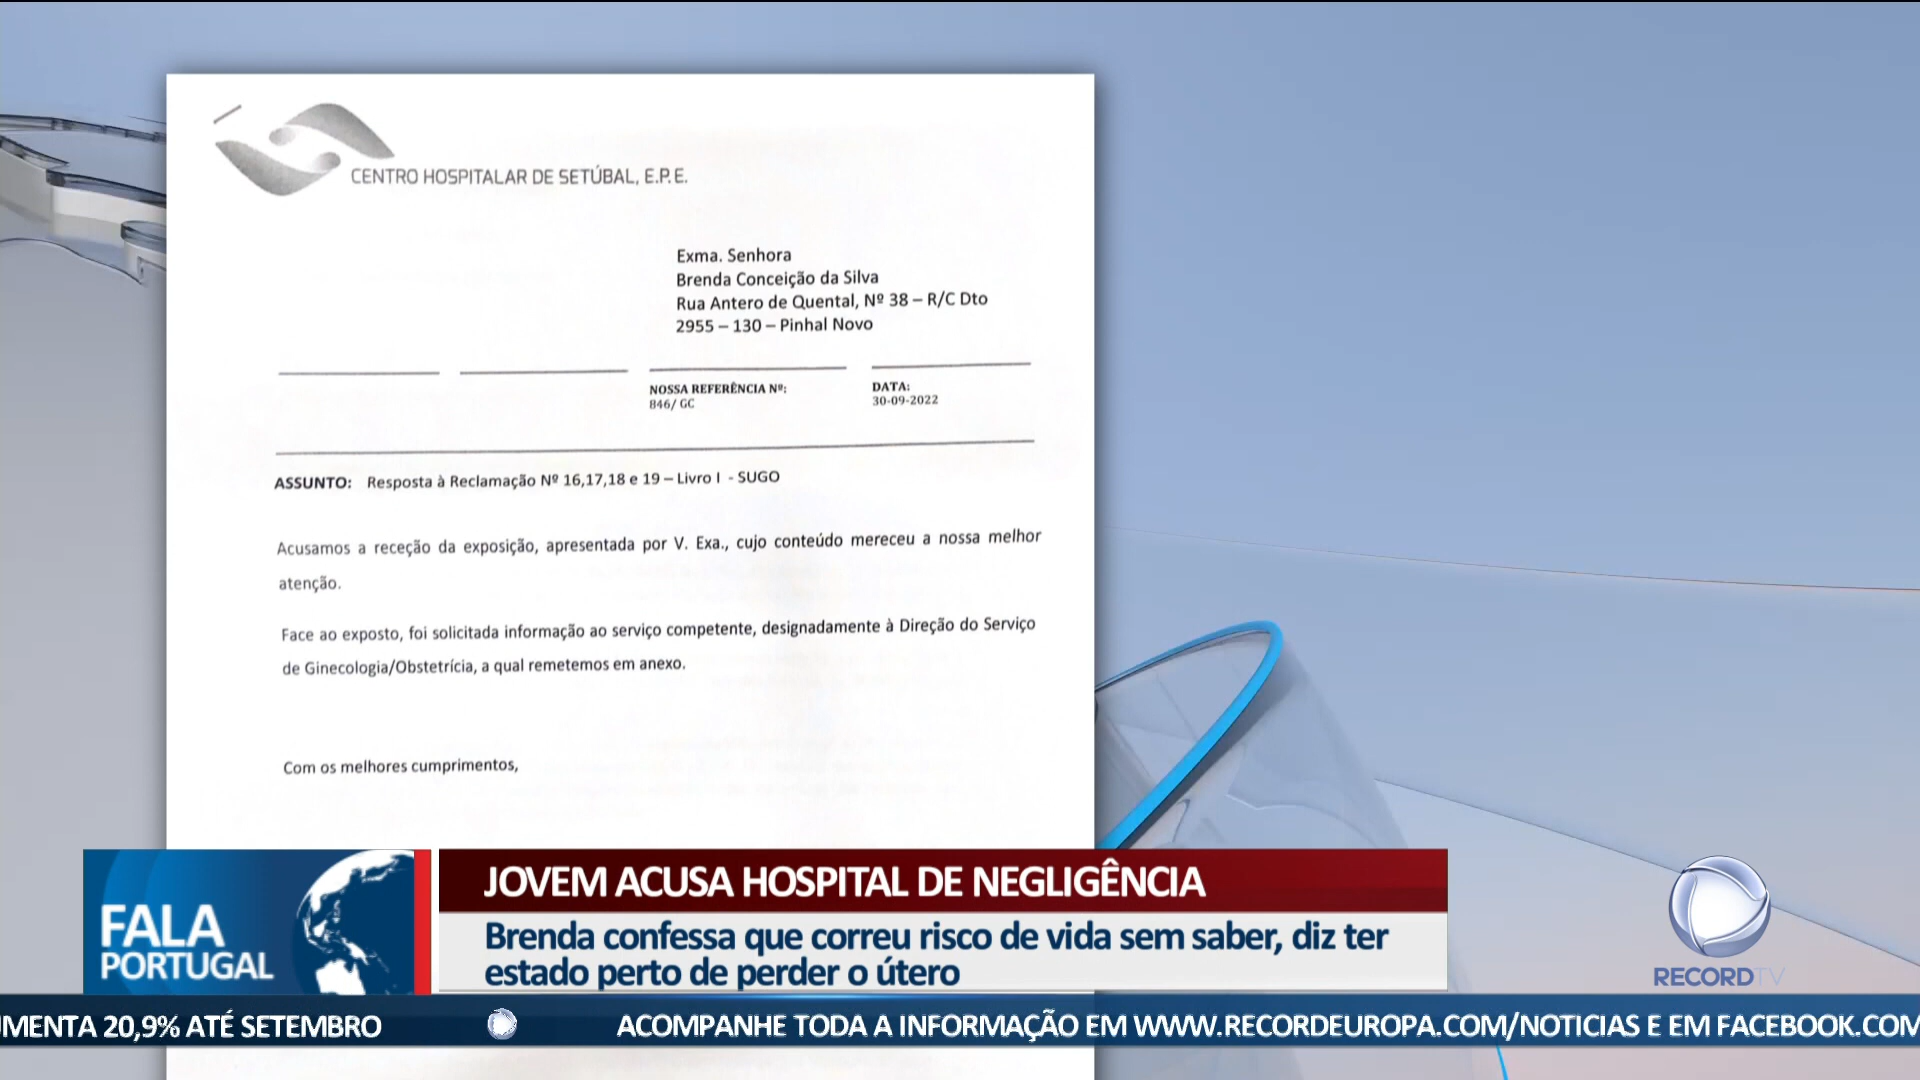 CENTRO HOSPITALAR DE SETÚBAL, E.P.E.
Exma. Senhora
Brenda Conceição da Silva
Rua Antero de Quental, Nº 38 – R/C Dto
2955 – 130 – Pinhal Novo
NOSSA REFERÊNCIA Nº:
846/ GC
DATA:
30-09-2022
ASSUNTO: Resposta à Reclamação Nº 16,17,18 e 19 – Livro I - SUGO
Acusamos a receção da exposição, apresentada por V. Exa., cujo conteúdo mereceu a nossa melhor
atenção.
Face ao exposto, foi solicitada informação ao serviço competente, designadamente à Direção do Serviço
de Ginecologia/Obstetrícia, a qual remetemos em anexo.
Com os melhores cumprimentos,
FALA
PORTUGAL
JOVEM ACUSA HOSPITAL DE NEGLIGÊNCIA
Brenda confessa que correu risco de vida sem saber, diz ter
estado perto de perder o útero
RECORDTV
UMENTA 20,9% ATÉ SETEMBRO
ACOMPANHE TODA A INFORMAÇÃO EM WWW.RECORDEUROPA.COM/NOTICIAS E EM FACEBOOK.COM